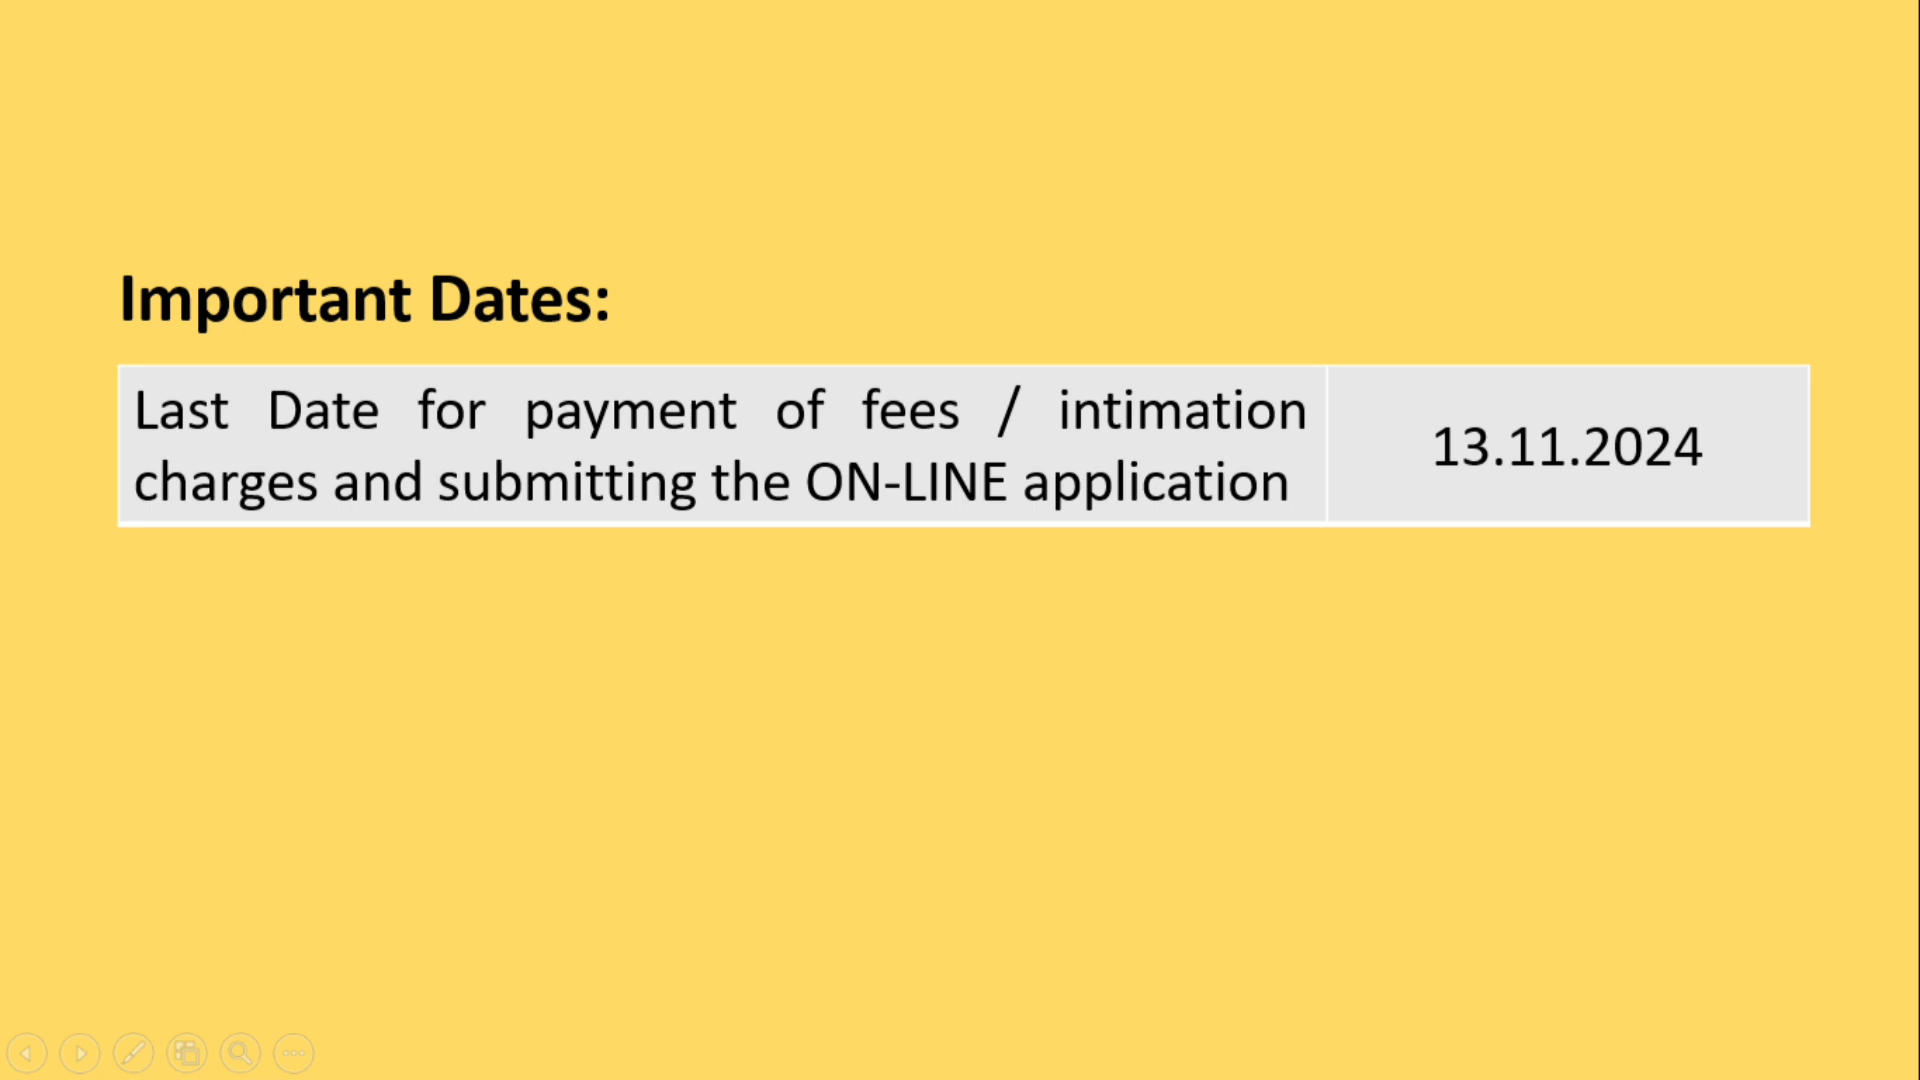 Important Dates:
Last Date for payment of fees / intimation
charges and submitting the ON-LINE application
13.11.2024